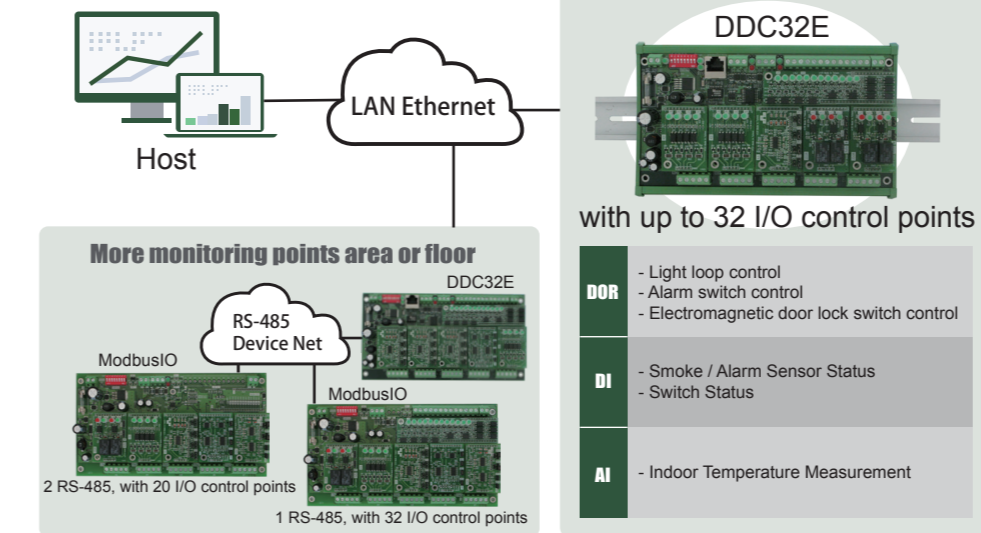 Host
LAN Ethernet
DDC32E
with up to 32 I/O control points
DOR
- Light loop control
- Alarm switch control
- Electromagnetic door lock switch control
DI
- Smoke / Alarm Sensor Status
- Switch Status
AI
- Indoor Temperature Measurement
More monitoring points area or floor
DDC32E
RS-485
Device Net
ModbusIO
ModbusIO
2 RS-485, with 20 I/O control points
1 RS-485, with 32 I/O control points